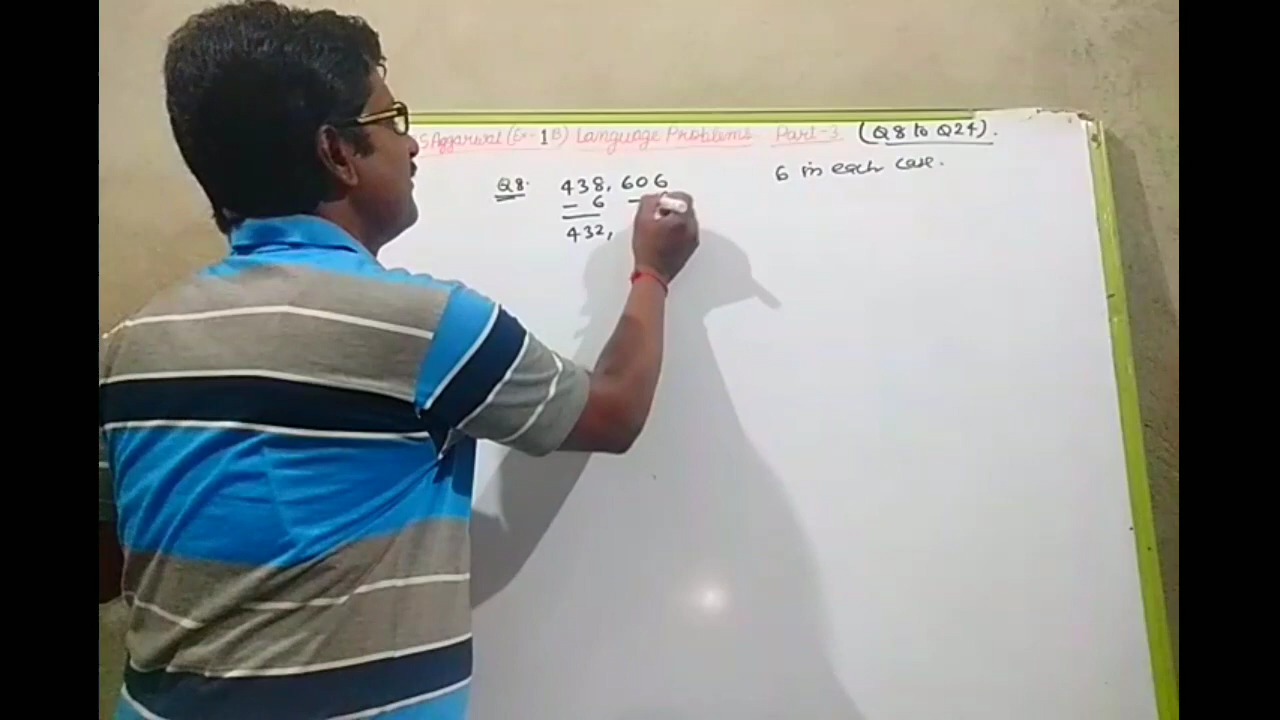 S Aggarwal (Ex- 1B) Language Problems Part-3. (Q8 to Q24).
6 in each case.
Q8. 438, 606
- 6 -
432,